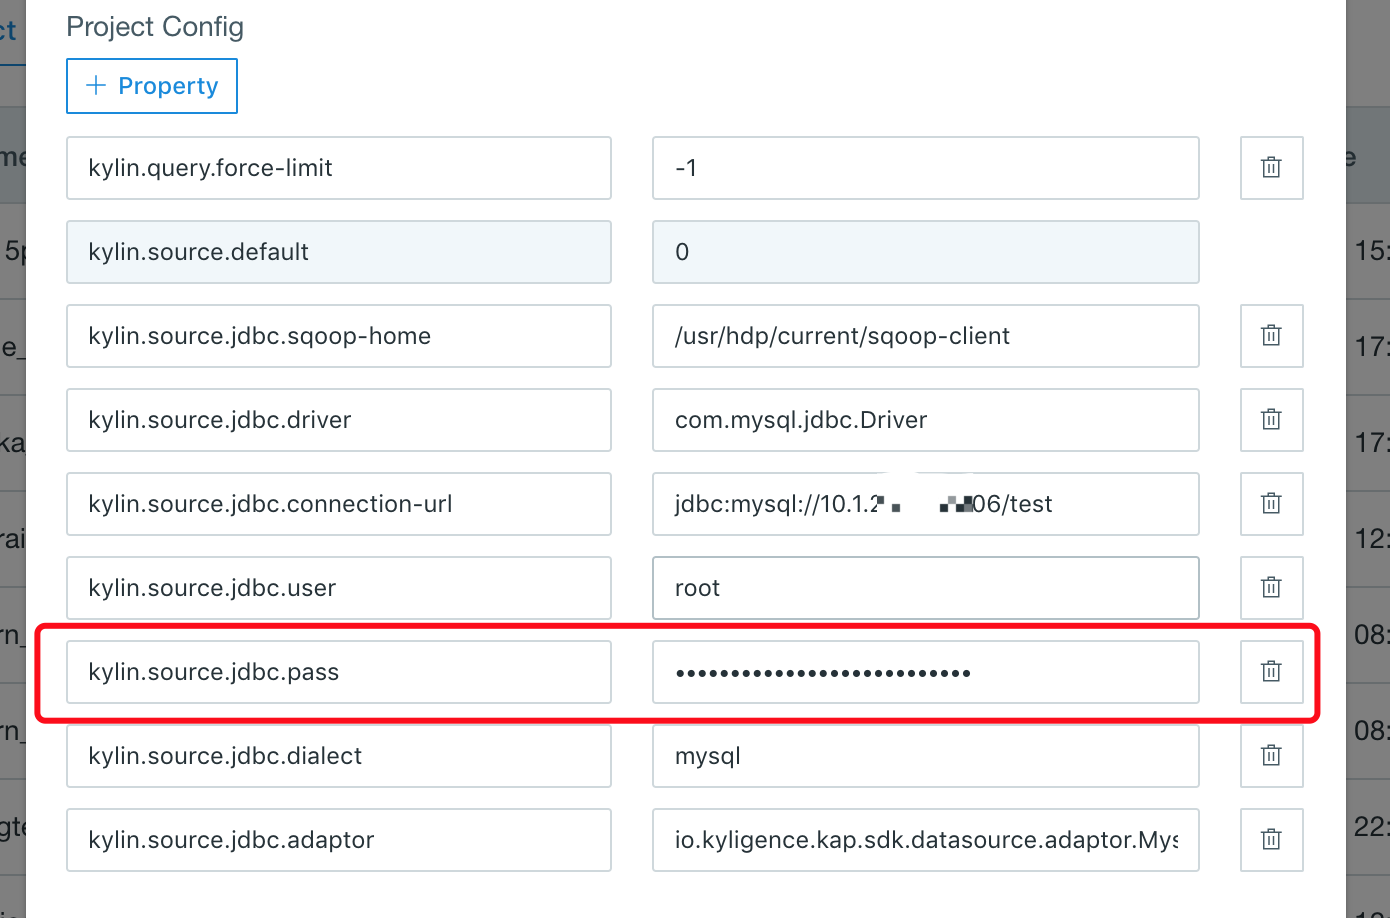 Project Config
+ Property
kylin.query.force-limit -1
kylin.source.default 0
kylin.source.jdbc.sqoop-home /usr/hdp/current/sqoop-client
kylin.source.jdbc.driver com.mysql.jdbc.Driver
kylin.source.jdbc.connection-url jdbc:mysql://10.1.2 06/test
kylin.source.jdbc.user root
kylin.source.jdbc.pass •••••••••••••••••••••••••••
kylin.source.jdbc.dialect mysql
kylin.source.jdbc.adaptor io.kyligence.kap.sdk.datasource.adaptor.Mys